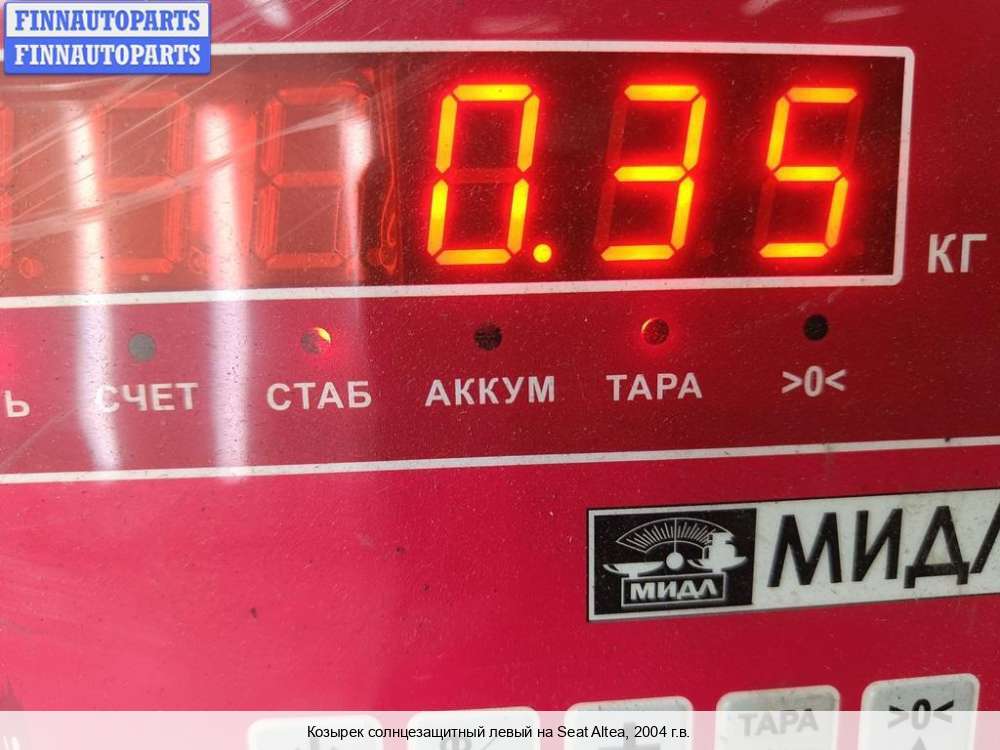 FINNAUTOPARTS
FINNAUTOPARTS
0.35
КГ
Ь
СЧЕТ
СТАБ
АККУМ
ТАРА
>0<
МИДЛ
МИДЛ
ТАРА
>0<
Козырек солнцезащитный левый на Seat Altea, 2004 г.в.